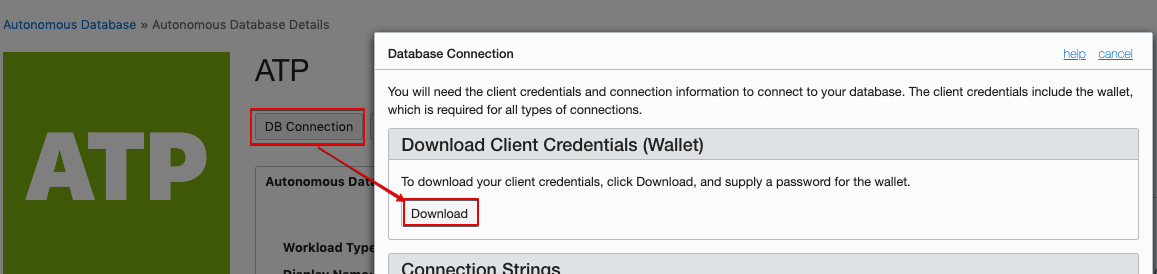 Autonomous Database » Autonomous Database Details
ATP
ATP
DB Connection
Autonomous Data
Workload Type
Display Name:
Database Connection
help cancel
You will need the client credentials and connection information to connect to your database. The client credentials include the wallet,
which is required for all types of connections.
Download Client Credentials (Wallet)
To download your client credentials, click Download, and supply a password for the wallet.
Download
Connection Strings